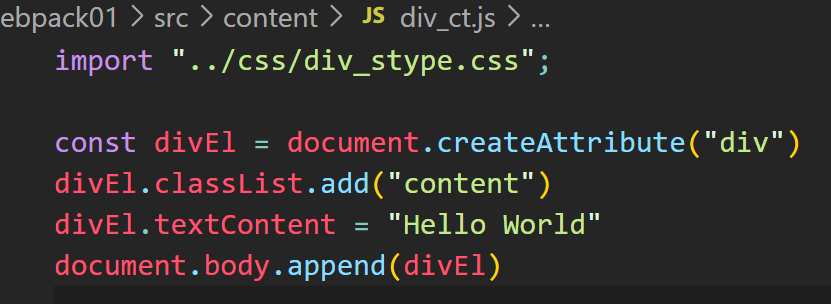 ebpack01 > src > content > JS div_ct.js > ...
import "../css/div_stype.css";
const divEl = document.createAttribute("div")
divEl.classList.add("content")
divEl.textContent = "Hello World"
document.body.append(divEl)